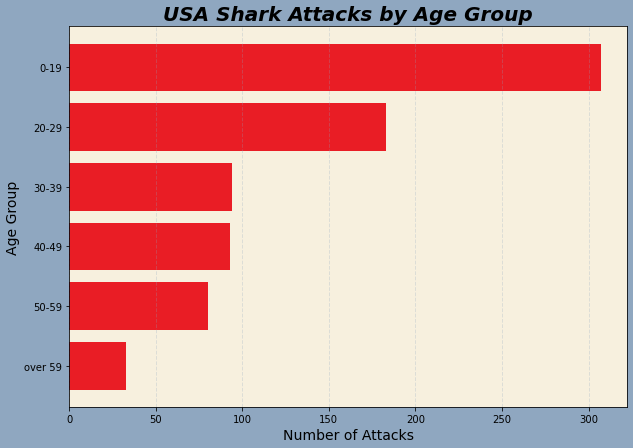 USA Shark Attacks by Age Group
Age Group
0-19
20-29
30-39
40-49
50-59
over 59
0 50 100 150 200 250 300
Number of Attacks